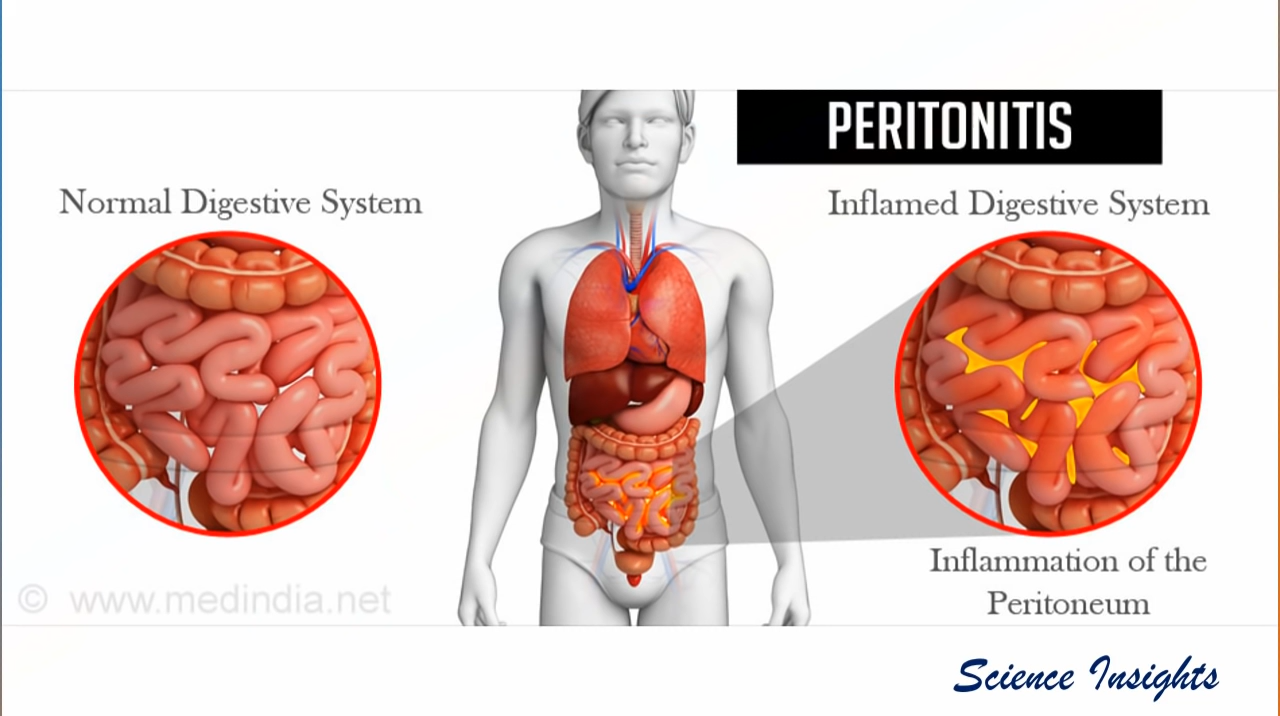 PERITONITIS
Normal Digestive System
Inflamed Digestive System
Inflammation of the
Peritoneum
© www.medindia.net
Science Insights